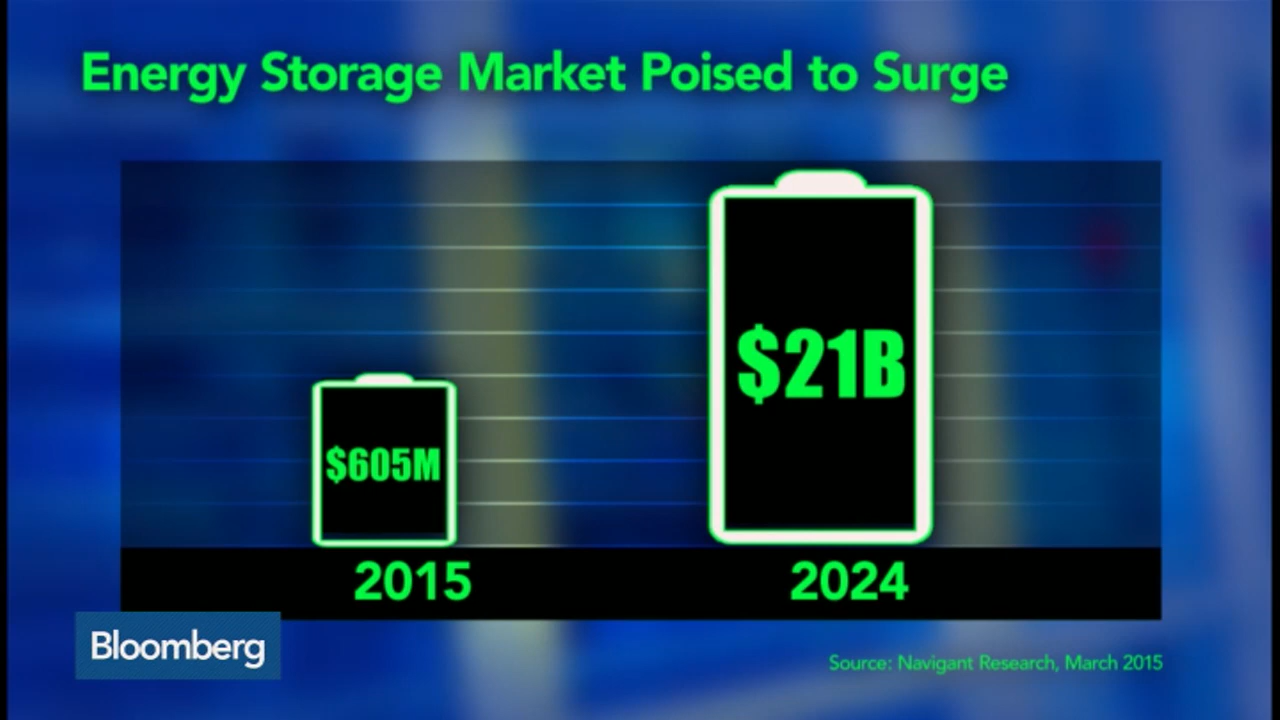 Energy Storage Market Poised to Surge
$21B
$605M
2015 2024
Bloomberg
Source: Navigant Research, March 2015